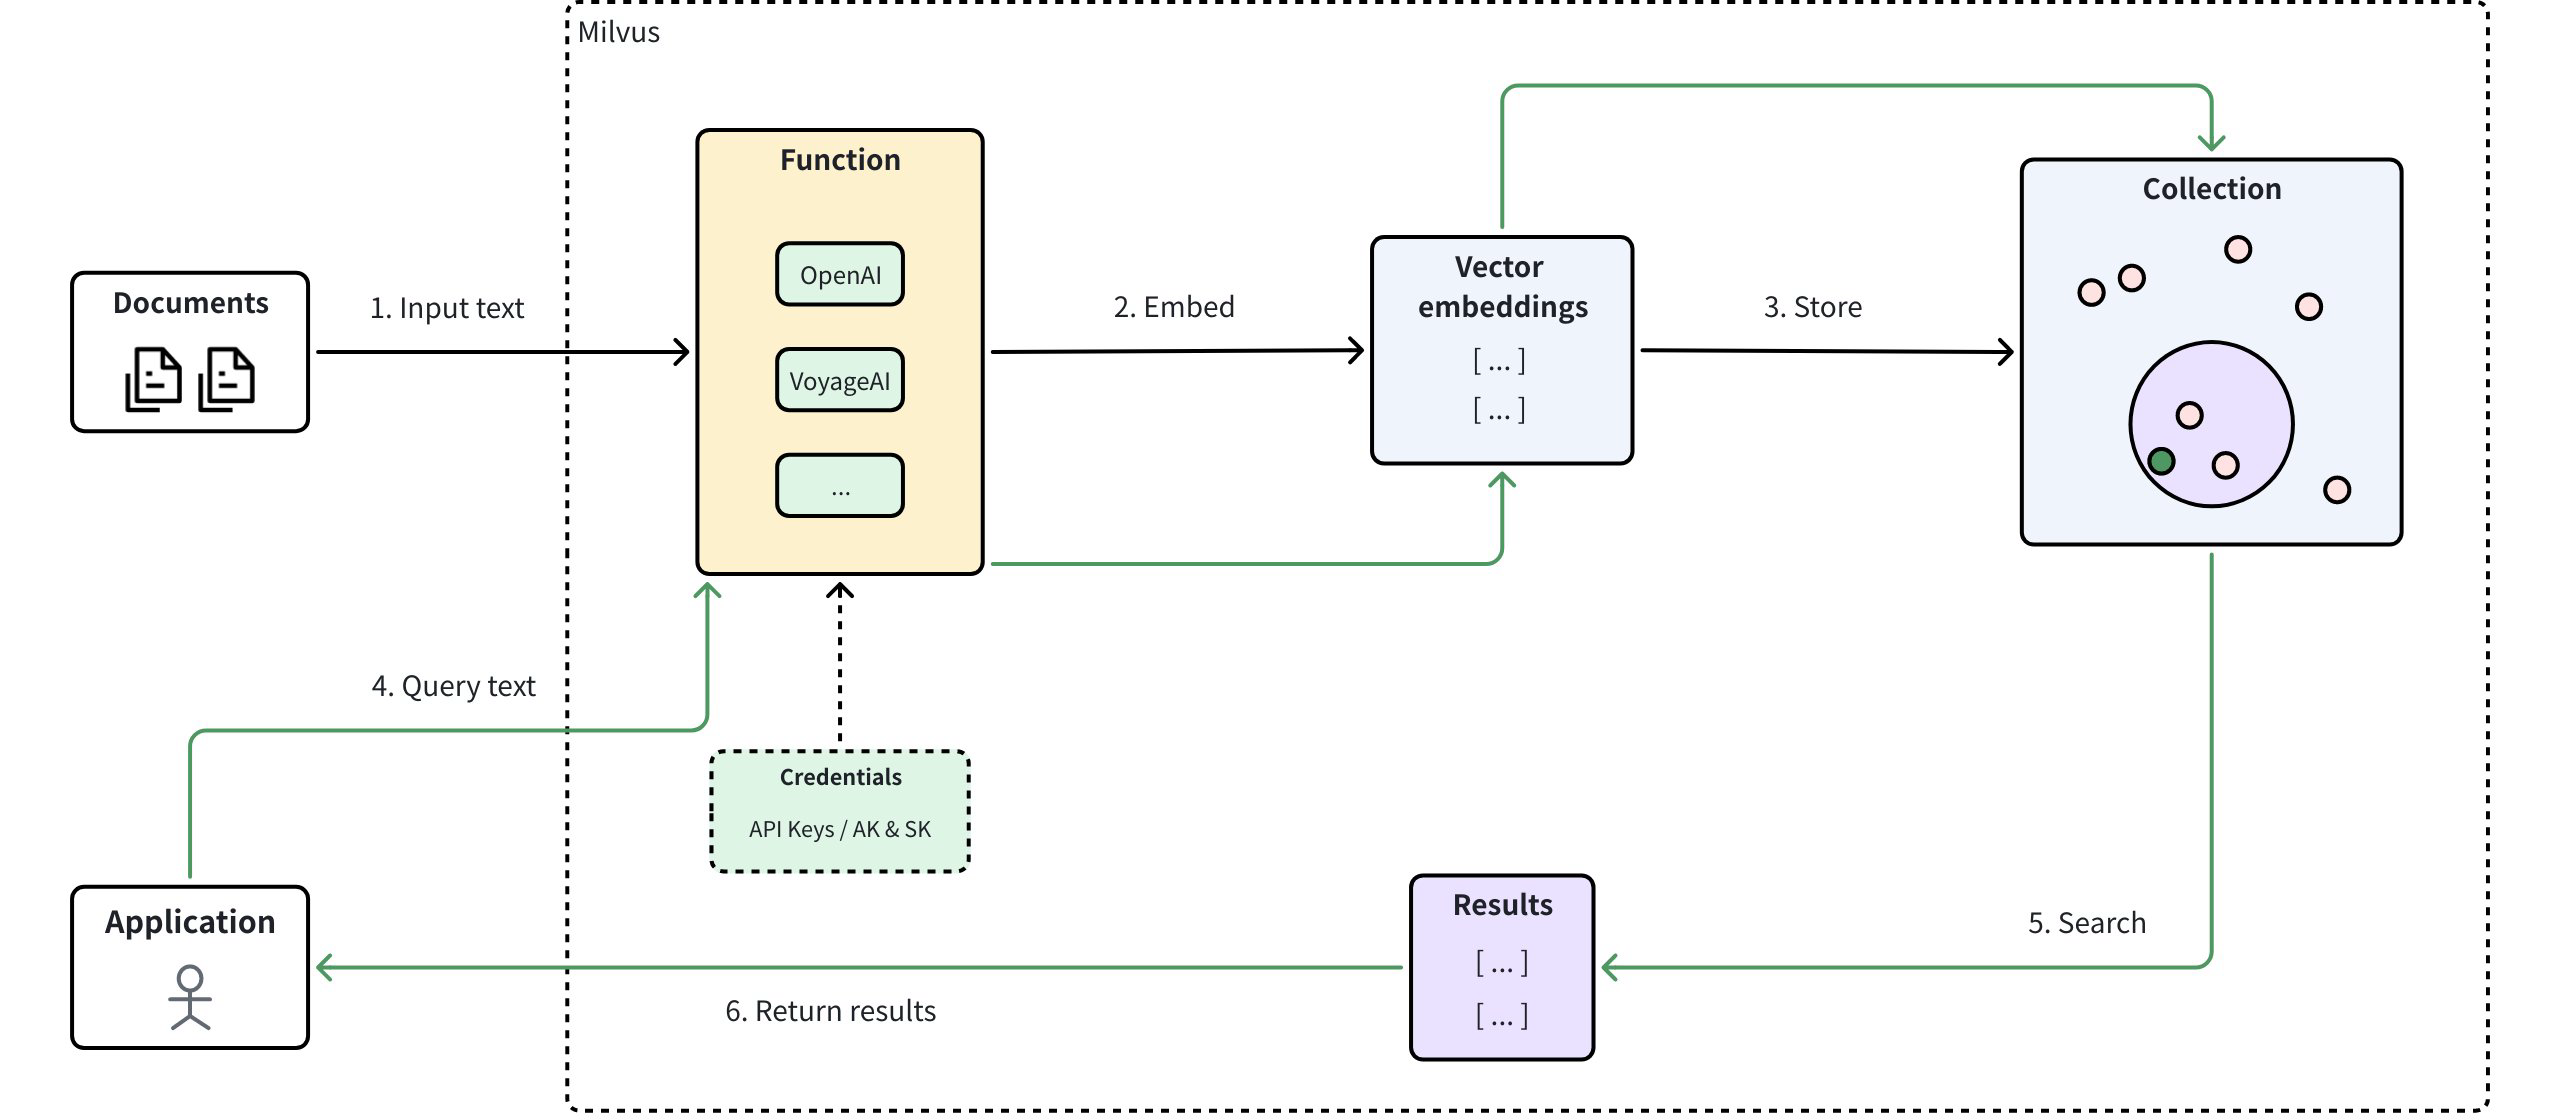 Milvus
Function
Collection
OpenAI
Vector
embeddings
Documents
1. Input text
2. Embed
3. Store
[ ... ]
VoyageAI
[ ... ]
...
4. Query text
Credentials
API Keys / AK & SK
Application
Results
5. Search
[ ... ]
6. Return results
[ ... ]